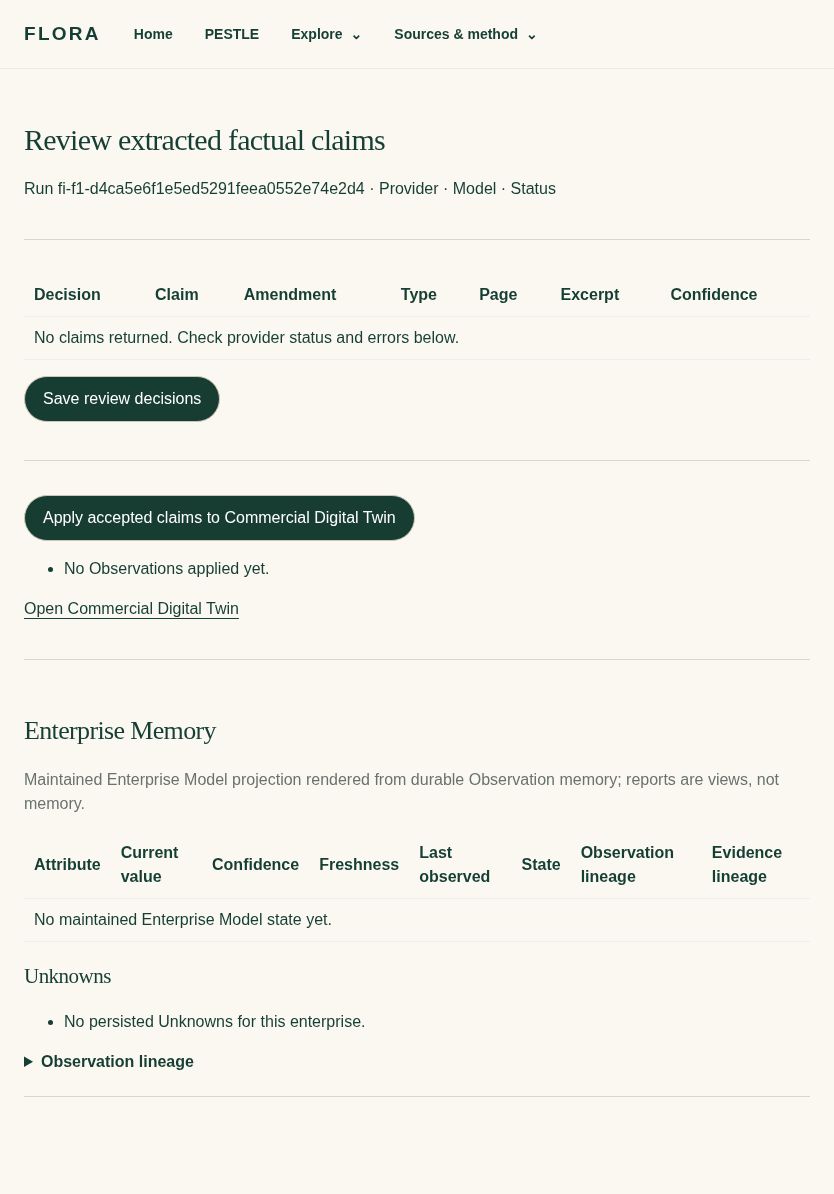 FLORA Home PESTLE Explore Sources & method
Review extracted factual claims
Run fi-f1-d4ca5e6f1e5ed5291feea0552e74e2d4 · Provider · Model · Status
Decision Claim Amendment Type Page Excerpt Confidence
No claims returned. Check provider status and errors below.
Save review decisions
Apply accepted claims to Commercial Digital Twin
• No Observations applied yet.
Open Commercial Digital Twin
Enterprise Memory
Maintained Enterprise Model projection rendered from durable Observation memory; reports are views, not
memory.
Attribute Current value Confidence Freshness Last observed State Observation lineage Evidence lineage
No maintained Enterprise Model state yet.
Unknowns
• No persisted Unknowns for this enterprise.
Observation lineage